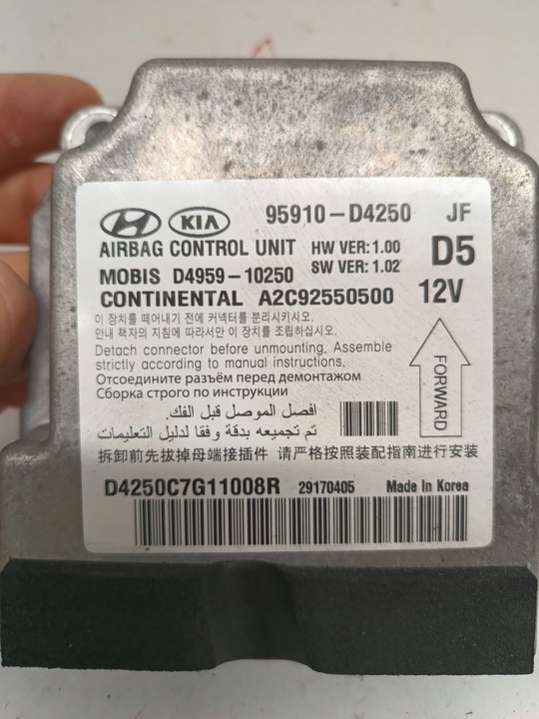 HYUNDAI KIA 95910-D4250 JF
AIRBAG CONTROL UNIT HW VER:1.00 D5
MOBIS D4959-10250 SW VER:1.02
CONTINENTAL A2C92550500 12V
이 장치를 떼어내기 전에 커넥터를 분리시키시오.
안내 책자의 지침에 따라서만 이 장치를 조립하십시오.
Detach connector before unmounting. Assemble
strictly according to manual instructions.
Отсоедините разъём перед демонтажом
Сборка строго по инструкции
افصل الموصل قبل الفك.
تم تجميعه بدقة وفقا لدليل التعليمات
FORWARD
拆卸前先拔掉母端接插件 请严格按照装配指南进行安装
D4250C7G11008R 29170405 Made In Korea